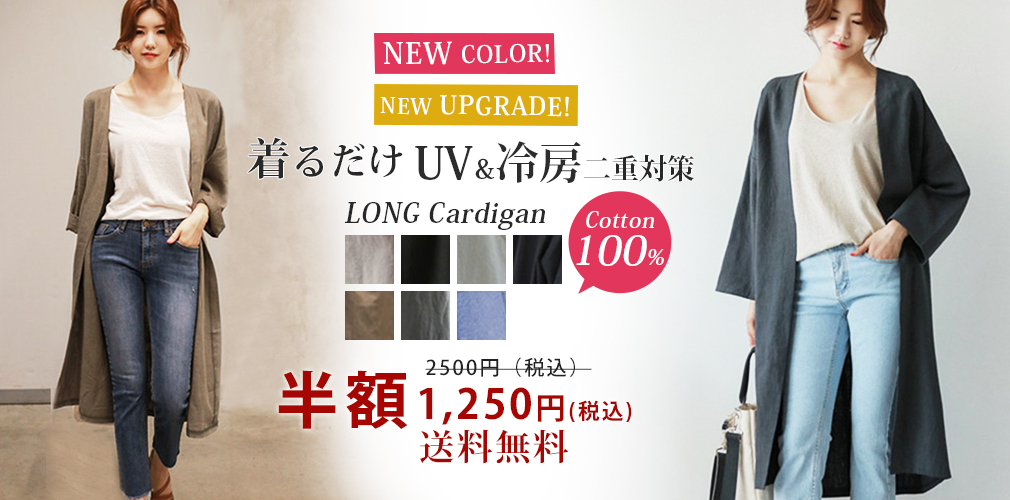 NEW COLOR!
NEW UPGRADE!
着るだけ UV&冷房二重対策
LONG Cardigan
Cotton
100%
2500円（税込）
半額 1,250円(税込)
送料無料